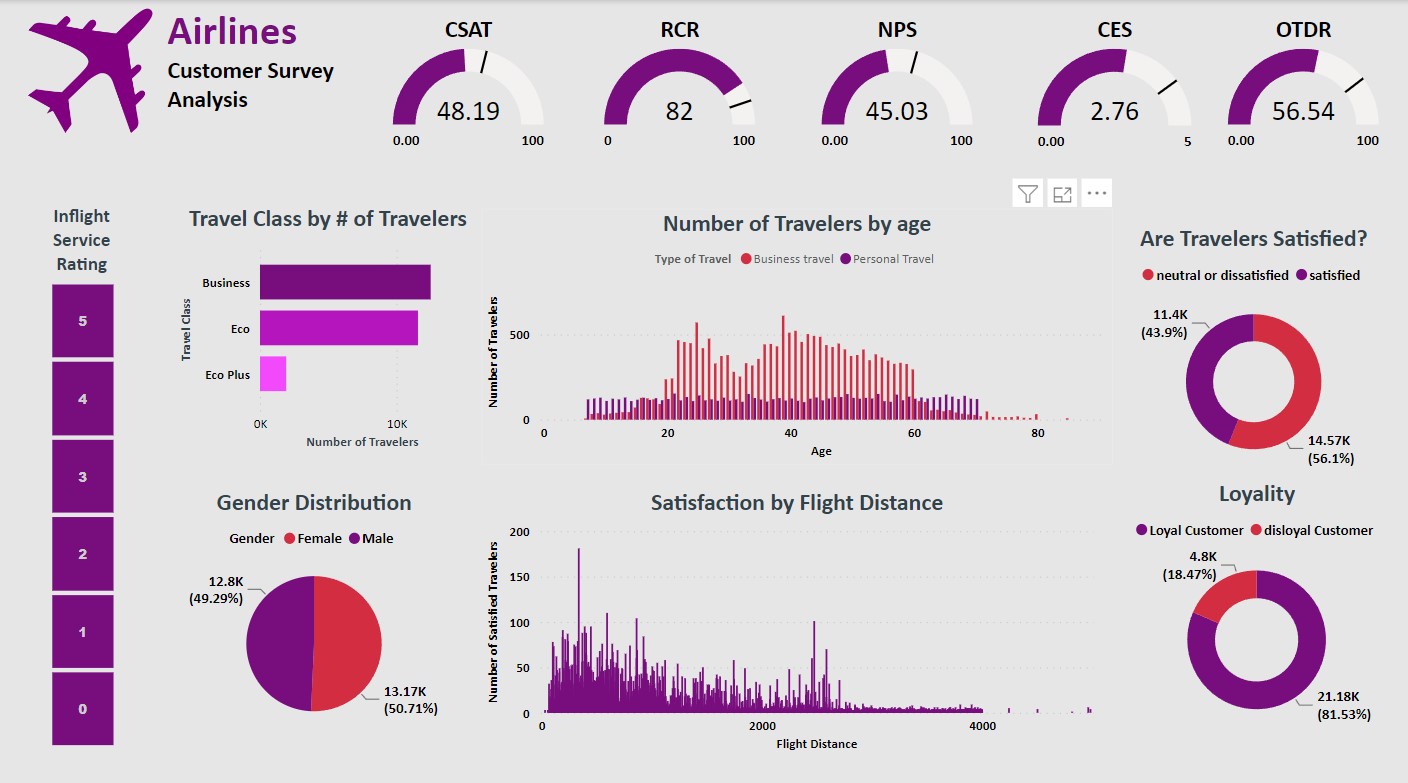 Airlines
Customer Survey
Analysis
CSAT
48.19
0.00
100
RCR
82
0
100
NPS
45.03
0.00
100
CES
2.76
0.00
5
OTDR
56.54
0.00
100
Inflight
Service
Rating
5
4
3
2
1
0
Travel Class by # of Travelers
Travel Class
Business
Eco
Eco Plus
0K
10K
Number of Travelers
Number of Travelers by age
Type of Travel
Business travel
Personal Travel
Number of Travelers
500
0
0
20
40
60
80
Age
Are Travelers Satisfied?
neutral or dissatisfied
satisfied
11.4K
(43.9%)
14.57K
(56.1%)
Gender Distribution
Gender
Female
Male
12.8K
(49.29%)
13.17K
(50.71%)
Satisfaction by Flight Distance
Number of Satisfied Travelers
200
150
100
50
0
0
2000
4000
Flight Distance
Loyality
Loyal Customer
disloyal Customer
4.8K
(18.47%)
21.18K
(81.53%)